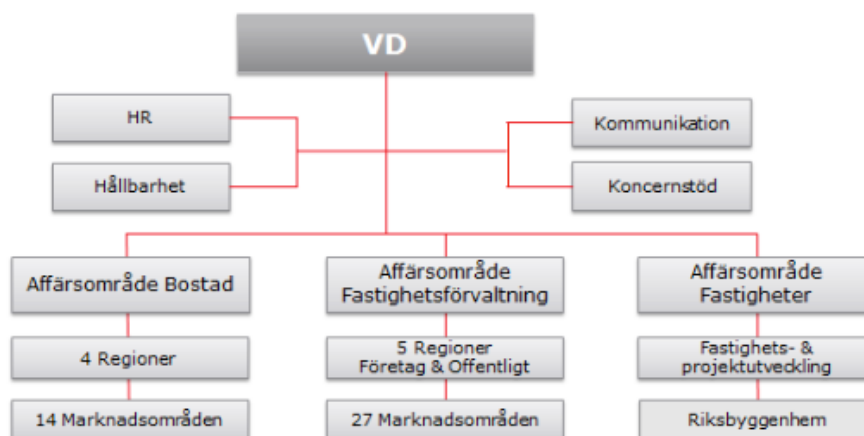 VD
HR
Kommunikation
Hållbarhet
Koncernstöd
Affärsområde Bostad
Affärsområde
Fastighetsförvaltning
Affärsområde
Fastigheter
4 Regioner
5 Regioner
Företag & Offentligt
Fastighets- &
projektutveckling
14 Marknadsområden
27 Marknadsområden
Riksbyggenhem